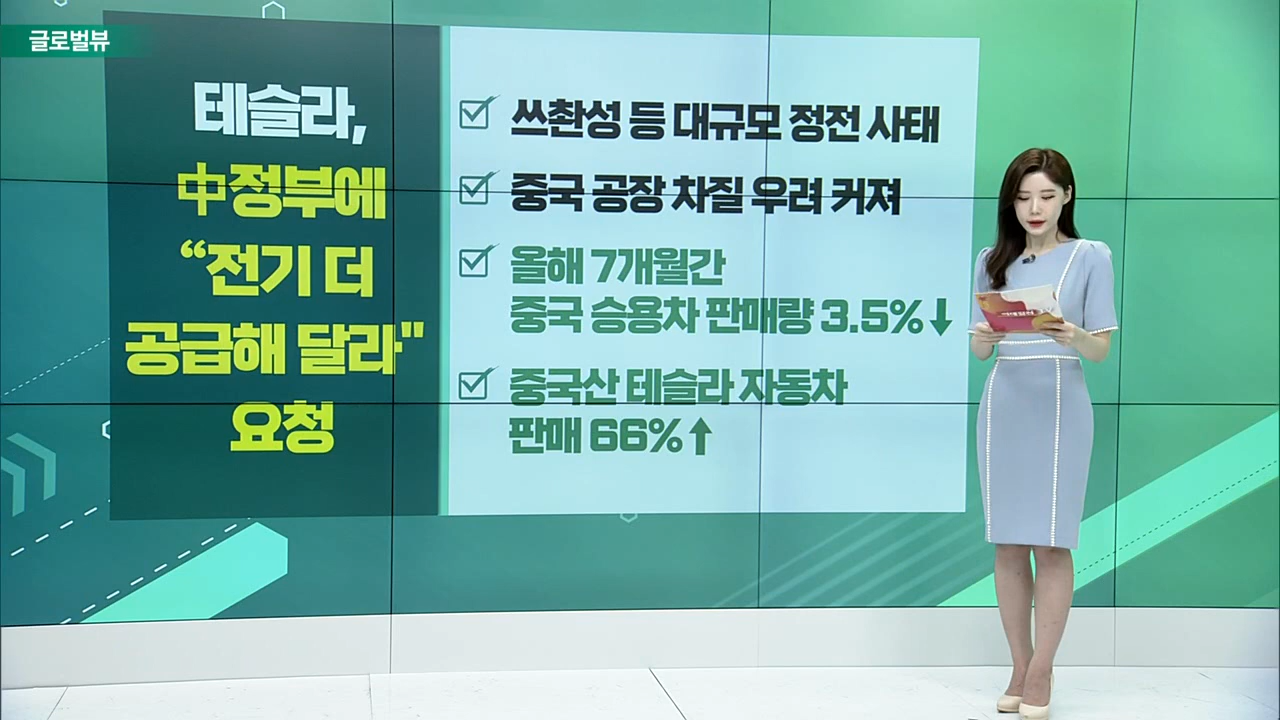 글로벌뷰
테슬라,
中정부에
“전기 더
공급해 달라"
요청
쓰촨성 등 대규모 정전 사태
중국 공장 차질 우려 커져
올해 7개월간
중국 승용차 판매량 3.5%↓
중국산 테슬라 자동차
판매 66%↑